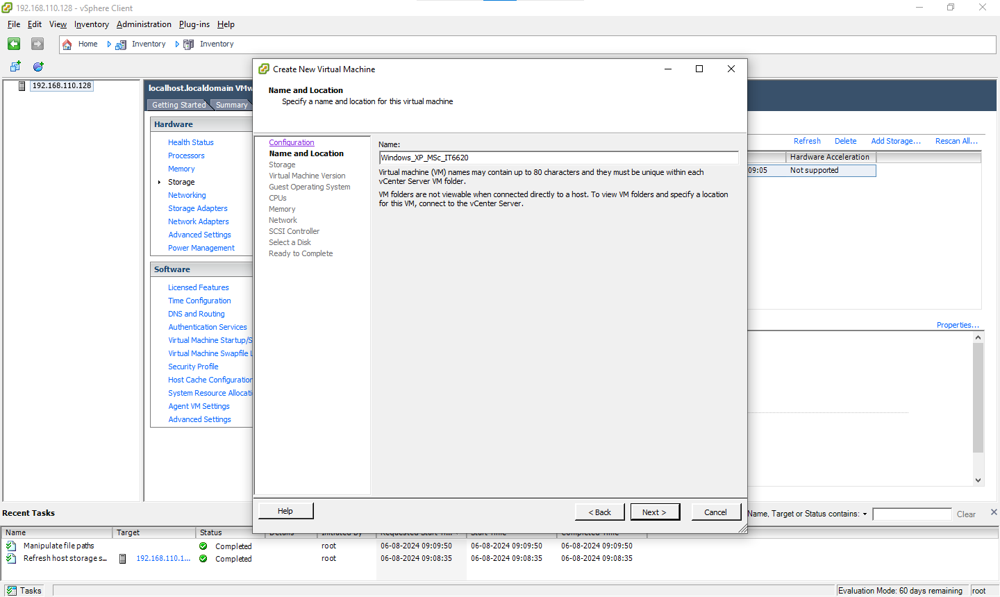 192.168.110.128 - vSphere Client
File Edit View Inventory Administration Plug-ins Help
Home Inventory Inventory
192.168.110.128
localhost.localdomain VMw
Getting Started Summary
Hardware
Health Status
Processors
Memory
Storage
Networking
Storage Adapters
Network Adapters
Advanced Settings
Power Management
Software
Licensed Features
Time Configuration
DNS and Routing
Authentication Services
Virtual Machine Startup/S
Virtual Machine Swapfile L
Security Profile
Host Cache Configuration
System Resource Allocati
Agent VM Settings
Advanced Settings
Create New Virtual Machine
Name and Location
Specify a name and location for this virtual machine
Configuration
Name and Location
Storage
Virtual Machine Version
Guest Operating System
CPUs
Memory
Network
SCSI Controller
Select a Disk
Ready to Complete
Name:
Windows_XP_MSc_IT6620
Virtual machine (VM) names may contain up to 80 characters and they must be unique within each
vCenter Server VM folder.
VM folders are not viewable when connected directly to a host. To view VM folders and specify a location
for this VM, connect to the vCenter Server.
Help < Back Next > Cancel
Refresh Delete Add Storage... Rescan All...
Hardware Acceleration
09:05 Not supported
Properties...
Recent Tasks
Name, Target or Status contains: Clear
Name Target Status Details Initiated by Requested Start Ti... Start Time Completed Time
Manipulate file paths Completed root 06-08-2024 09:09:50 06-08-2024 09:09:50 06-08-2024 09:09:50
Refresh host storage s... 192.168.110.1... Completed root 06-08-2024 09:08:35 06-08-2024 09:08:35 06-08-2024 09:08:35
Tasks
Evaluation Mode: 60 days remaining root